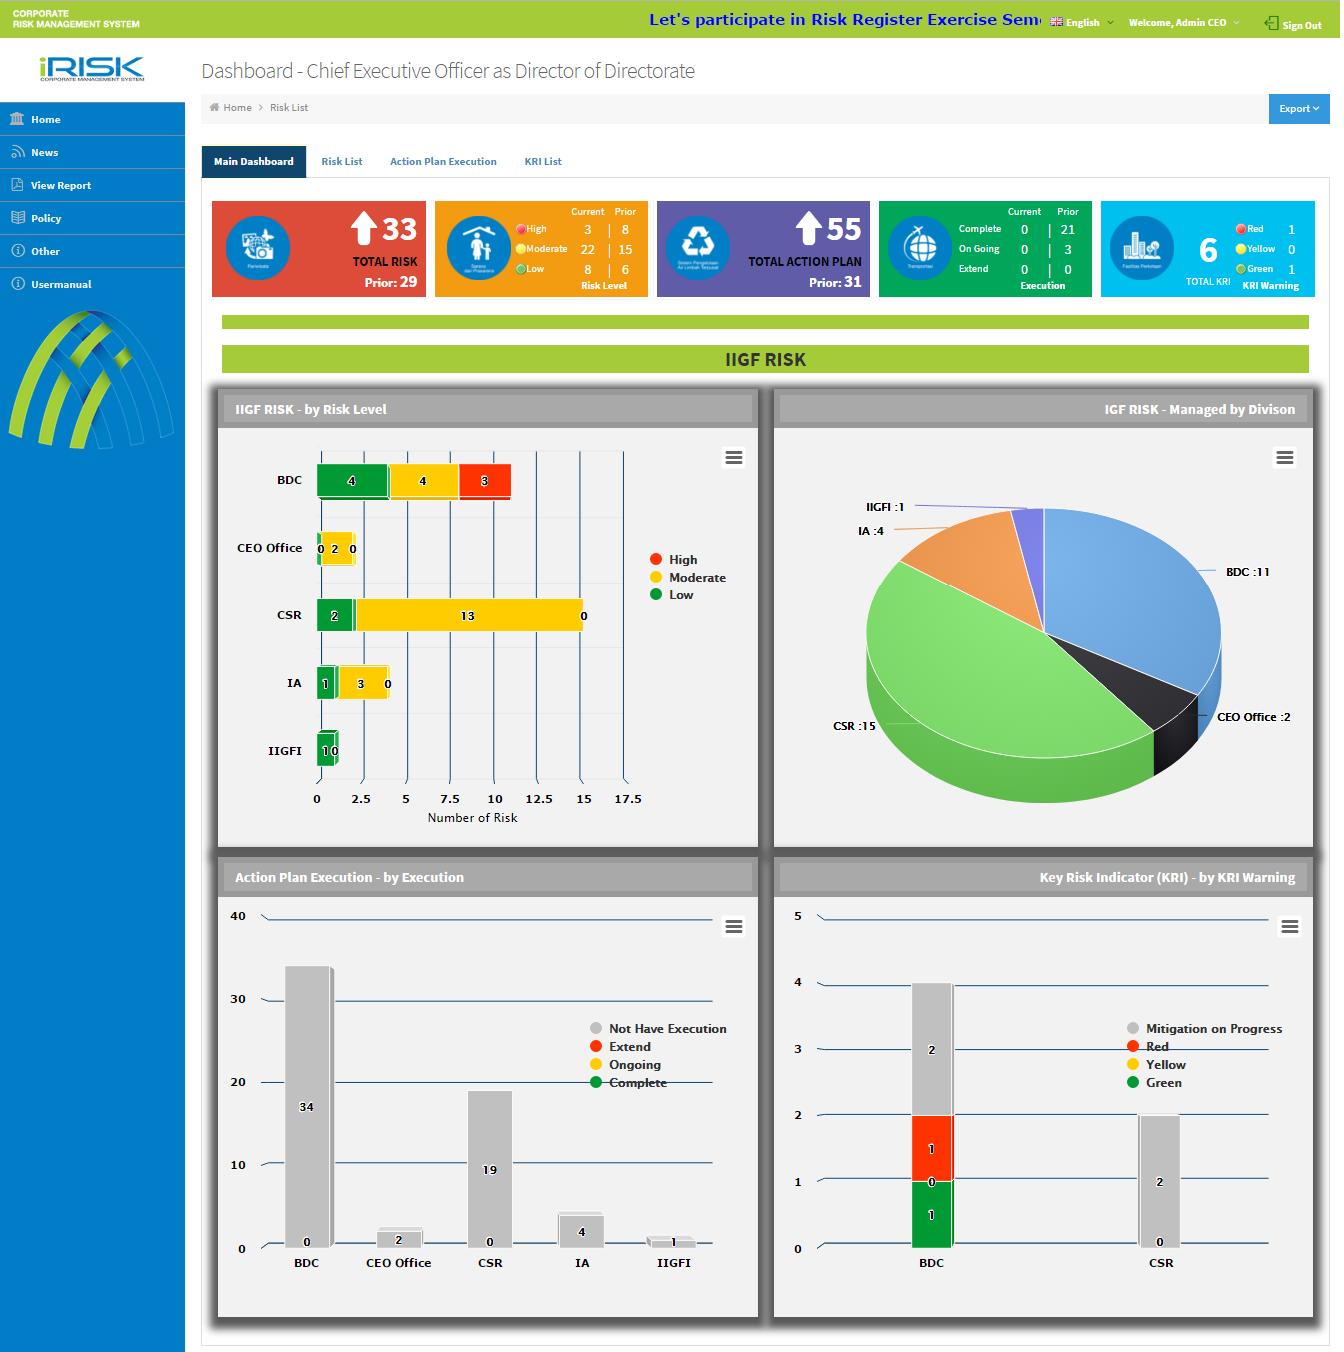 CORPORATE
RISK MANAGEMENT SYSTEM
Let's participate in Risk Register Exercise Sem
English
Welcome, Admin CEO
Sign Out
iRISK
CORPORATE MANAGEMENT SYSTEM
Dashboard - Chief Executive Officer as Director of Directorate
Home > Risk List
Export
Home
News
View Report
Policy
Other
Usermanual
Main Dashboard
Risk List
Action Plan Execution
KRI List
33
TOTAL RISK
Prior: 29
Current Prior
High 3 | 8
Moderate 22 | 15
Low 8 | 6
Risk Level
55
TOTAL ACTION PLAN
Prior: 31
Current Prior
Complete 0 | 21
On Going 0 | 3
Extend 0 | 0
Execution
6
TOTAL KRI
Red 1
Yellow 0
Green 1
KRI Warning
IIGF RISK
IIGF RISK - by Risk Level
BDC 4 4 3
CEO Office 0 2 0
CSR 2 13 0
IA 1 3 0
IIGFI 1 0
0 2.5 5 7.5 10 12.5 15 17.5
Number of Risk
High
Moderate
Low
IGF RISK - Managed by Divison
IIGFI :1
IA :4
BDC :11
CEO Office :2
CSR :15
Action Plan Execution - by Execution
40
30
20
10
0
34
0
2
19
0
4
1
BDC CEO Office CSR IA IIGFI
Not Have Execution
Extend
Ongoing
Complete
Key Risk Indicator (KRI) - by KRI Warning
5
4
3
2
1
0
2
1
0
1
2
0
BDC CSR
Mitigation on Progress
Red
Yellow
Green